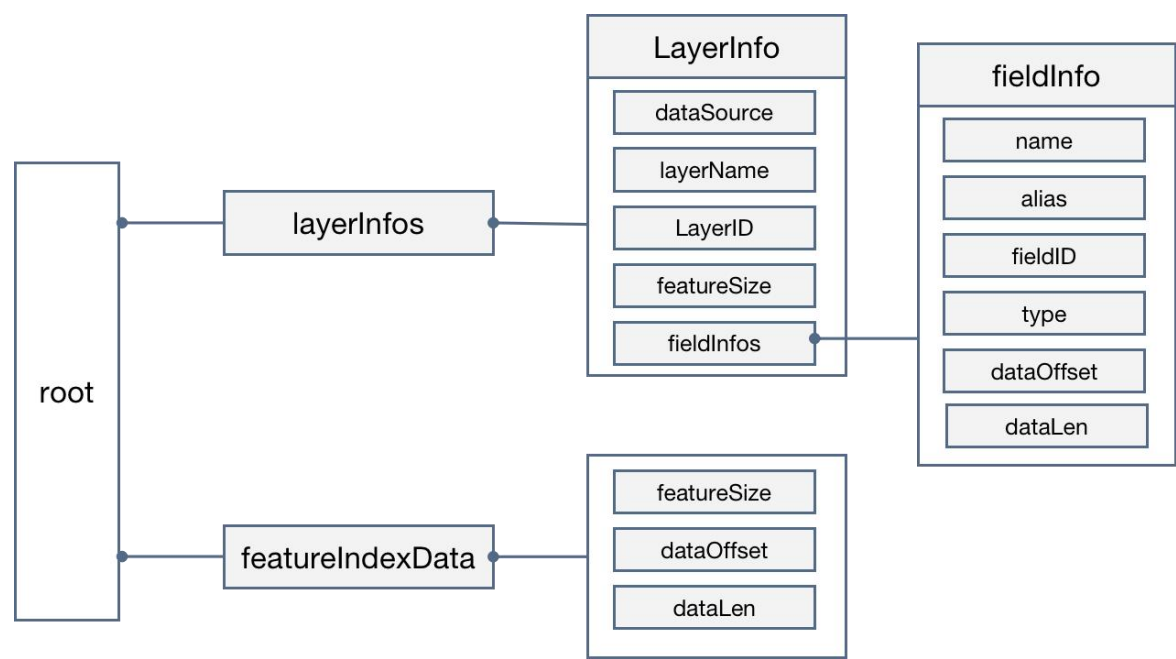 root
layerInfos
LayerInfo
dataSource
layerName
LayerID
featureSize
fieldInfos
fieldInfo
name
alias
fieldID
type
dataOffset
dataLen
featureIndexData
featureSize
dataOffset
dataLen